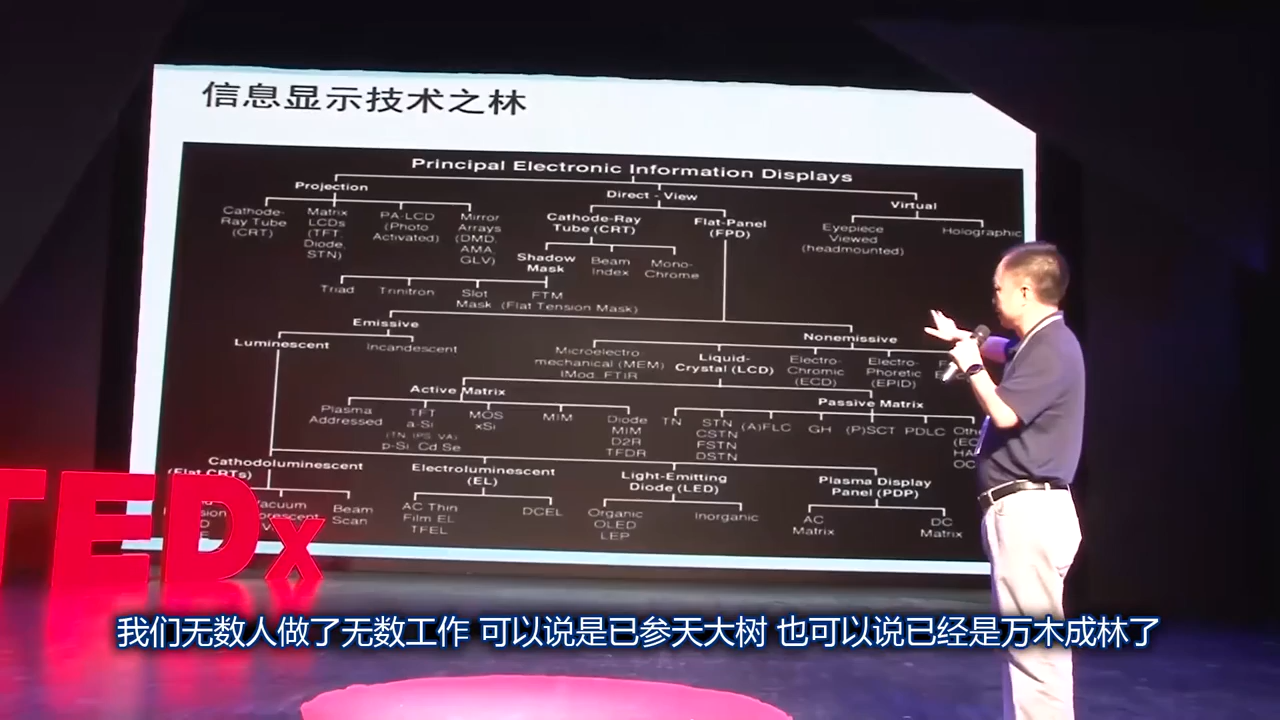 信息显示技术之林
Principal Electronic Information Displays
Projection
Direct - View
Virtual
Cathode-
Ray Tube
(CRT)
Matrix
LCDs
(TFT,
Diode,
STN)
PA-LCD
(Photo
Activated)
Mirror
Arrays
(DMD,
AMA,
GLV)
Cathode-Ray
Tube (CRT)
Flat-Panel
(FPD)
Eyepiece
Viewed
(headmounted)
Holographic
Shadow
Mask
Beam
Index
Mono-
Chrome
Triad
Trinitron
Slot
Mask
FTM
(Flat Tension Mask)
Emissive
Nonemissive
Luminescent
Incandescent
Microelectro
mechanical (MEM)
IMod, FTIR
Liquid-
Crystal (LCD)
Electro-
Chromic
(ECD)
Electro-
Phoretic
(EPID)
Active Matrix
Passive Matrix
Plasma
Addressed
TFT
a-Si
(TN, IPS, VA)
p-Si, Cd Se
MOS
xSi
MIM
Diode
MIM
D2R
TFDR
TN
STN
CSTN
FSTN
DSTN
(A)FLC
GH
(P)SCT
PDLC
Cathodoluminescent
(Flat CRTs)
Electroluminescent
(EL)
Light-Emitting
Diode (LED)
Plasma Display
Panel (PDP)
Beam
Scan
AC Thin
Film EL
TFEL
DCEL
Organic
OLED
LEP
Inorganic
AC
Matrix
DC
Matrix
TEDx
我们无数人做了无数工作 可以说是已参天大树 也可以说已经是万木成林了